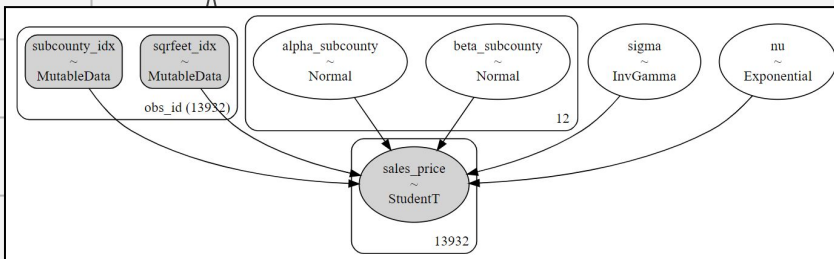 subcounty_idx
~
MutableData
sqrfeet_idx
~
MutableData
obs_id (13932)
alpha_subcounty
~
Normal
beta_subcounty
~
Normal
12
sigma
~
InvGamma
nu
~
Exponential
sales_price
~
StudentT
13932